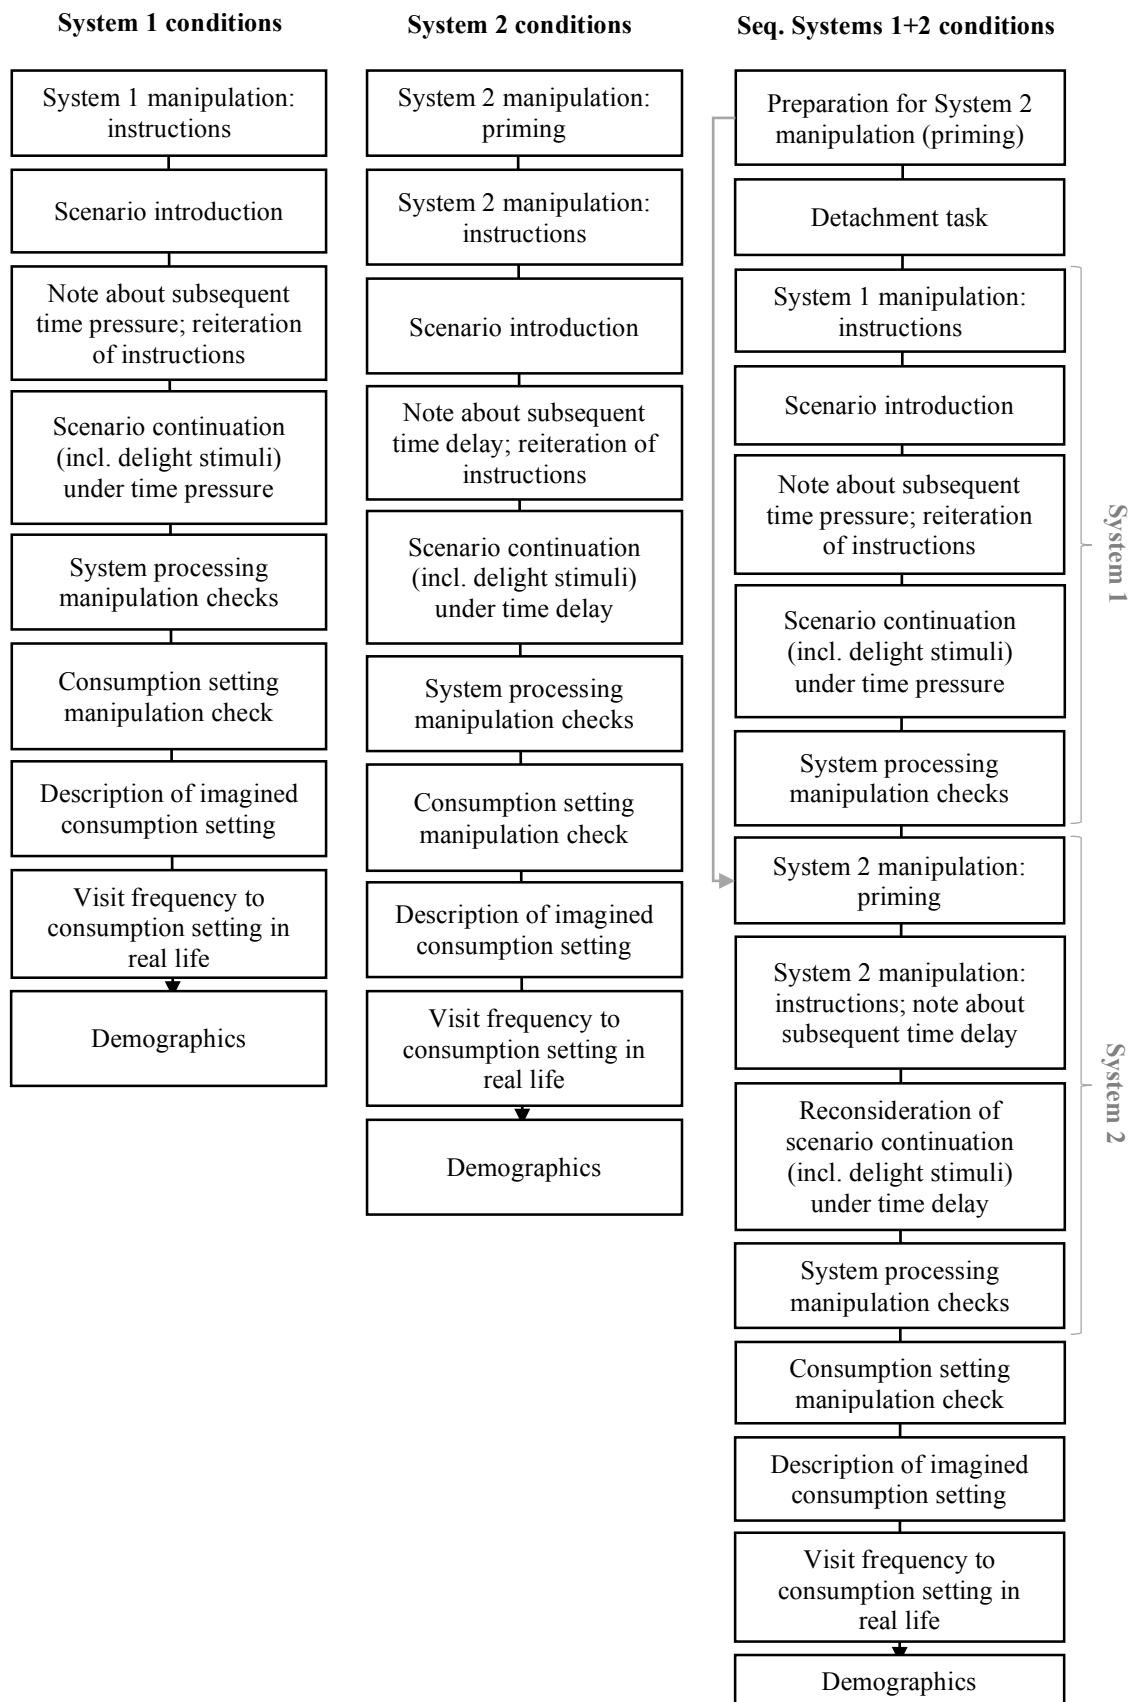 System 1 conditions
System 1 manipulation:
instructions
Scenario introduction
Note about subsequent
time pressure; reiteration
of instructions
Scenario continuation
(incl. delight stimuli)
under time pressure
System processing
manipulation checks
Consumption setting
manipulation check
Description of imagined
consumption setting
Visit frequency to
consumption setting in
real life
Demographics
System 2 conditions
System 2 manipulation:
priming
System 2 manipulation:
instructions
Scenario introduction
Note about subsequent
time delay; reiteration of
instructions
Scenario continuation
(incl. delight stimuli)
under time delay
System processing
manipulation checks
Consumption setting
manipulation check
Description of imagined
consumption setting
Visit frequency to
consumption setting in
real life
Demographics
Seq. Systems 1+2 conditions
Preparation for System 2
manipulation (priming)
Detachment task
System 1 manipulation:
instructions
Scenario introduction
Note about subsequent
time pressure; reiteration
of instructions
Scenario continuation
(incl. delight stimuli)
under time pressure
System processing
manipulation checks
System 1
System 2 manipulation:
priming
System 2 manipulation:
instructions; note about
subsequent time delay
Reconsideration of
scenario continuation
(incl. delight stimuli)
under time delay
System processing
manipulation checks
System 2
Consumption setting
manipulation check
Description of imagined
consumption setting
Visit frequency to
consumption setting in
real life
Demographics